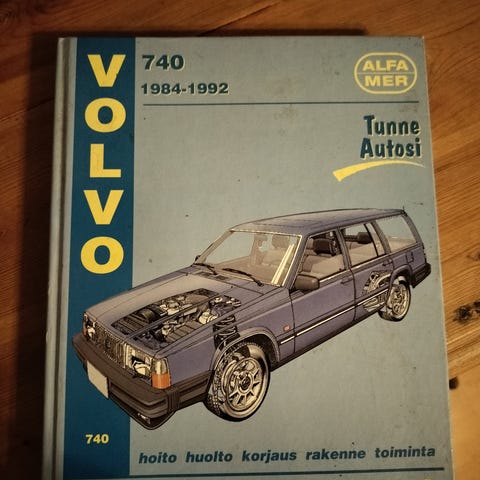 VOLVO
740
1984-1992
ALFA
MER
Tunne
Autosi
740
hoito huolto korjaus rakenne toiminta